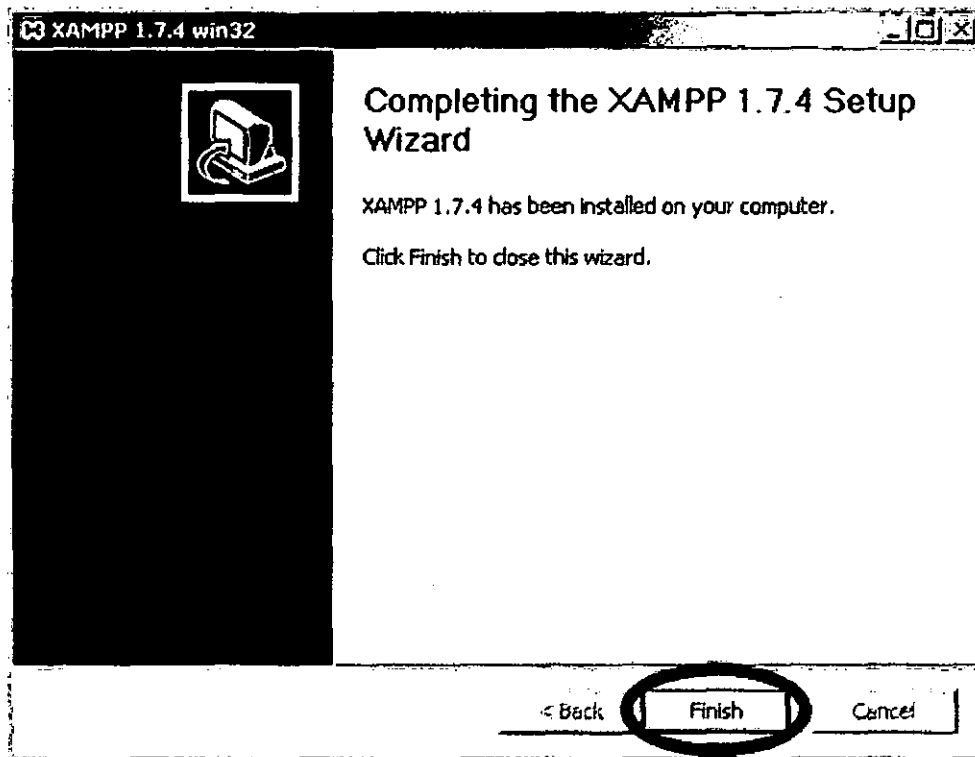 XAMPP 1.7.4 win32
Completing the XAMPP 1.7.4 Setup
Wizard
XAMPP 1.7.4 has been installed on your computer.
Click Finish to close this wizard.
< Back Finish Cancel